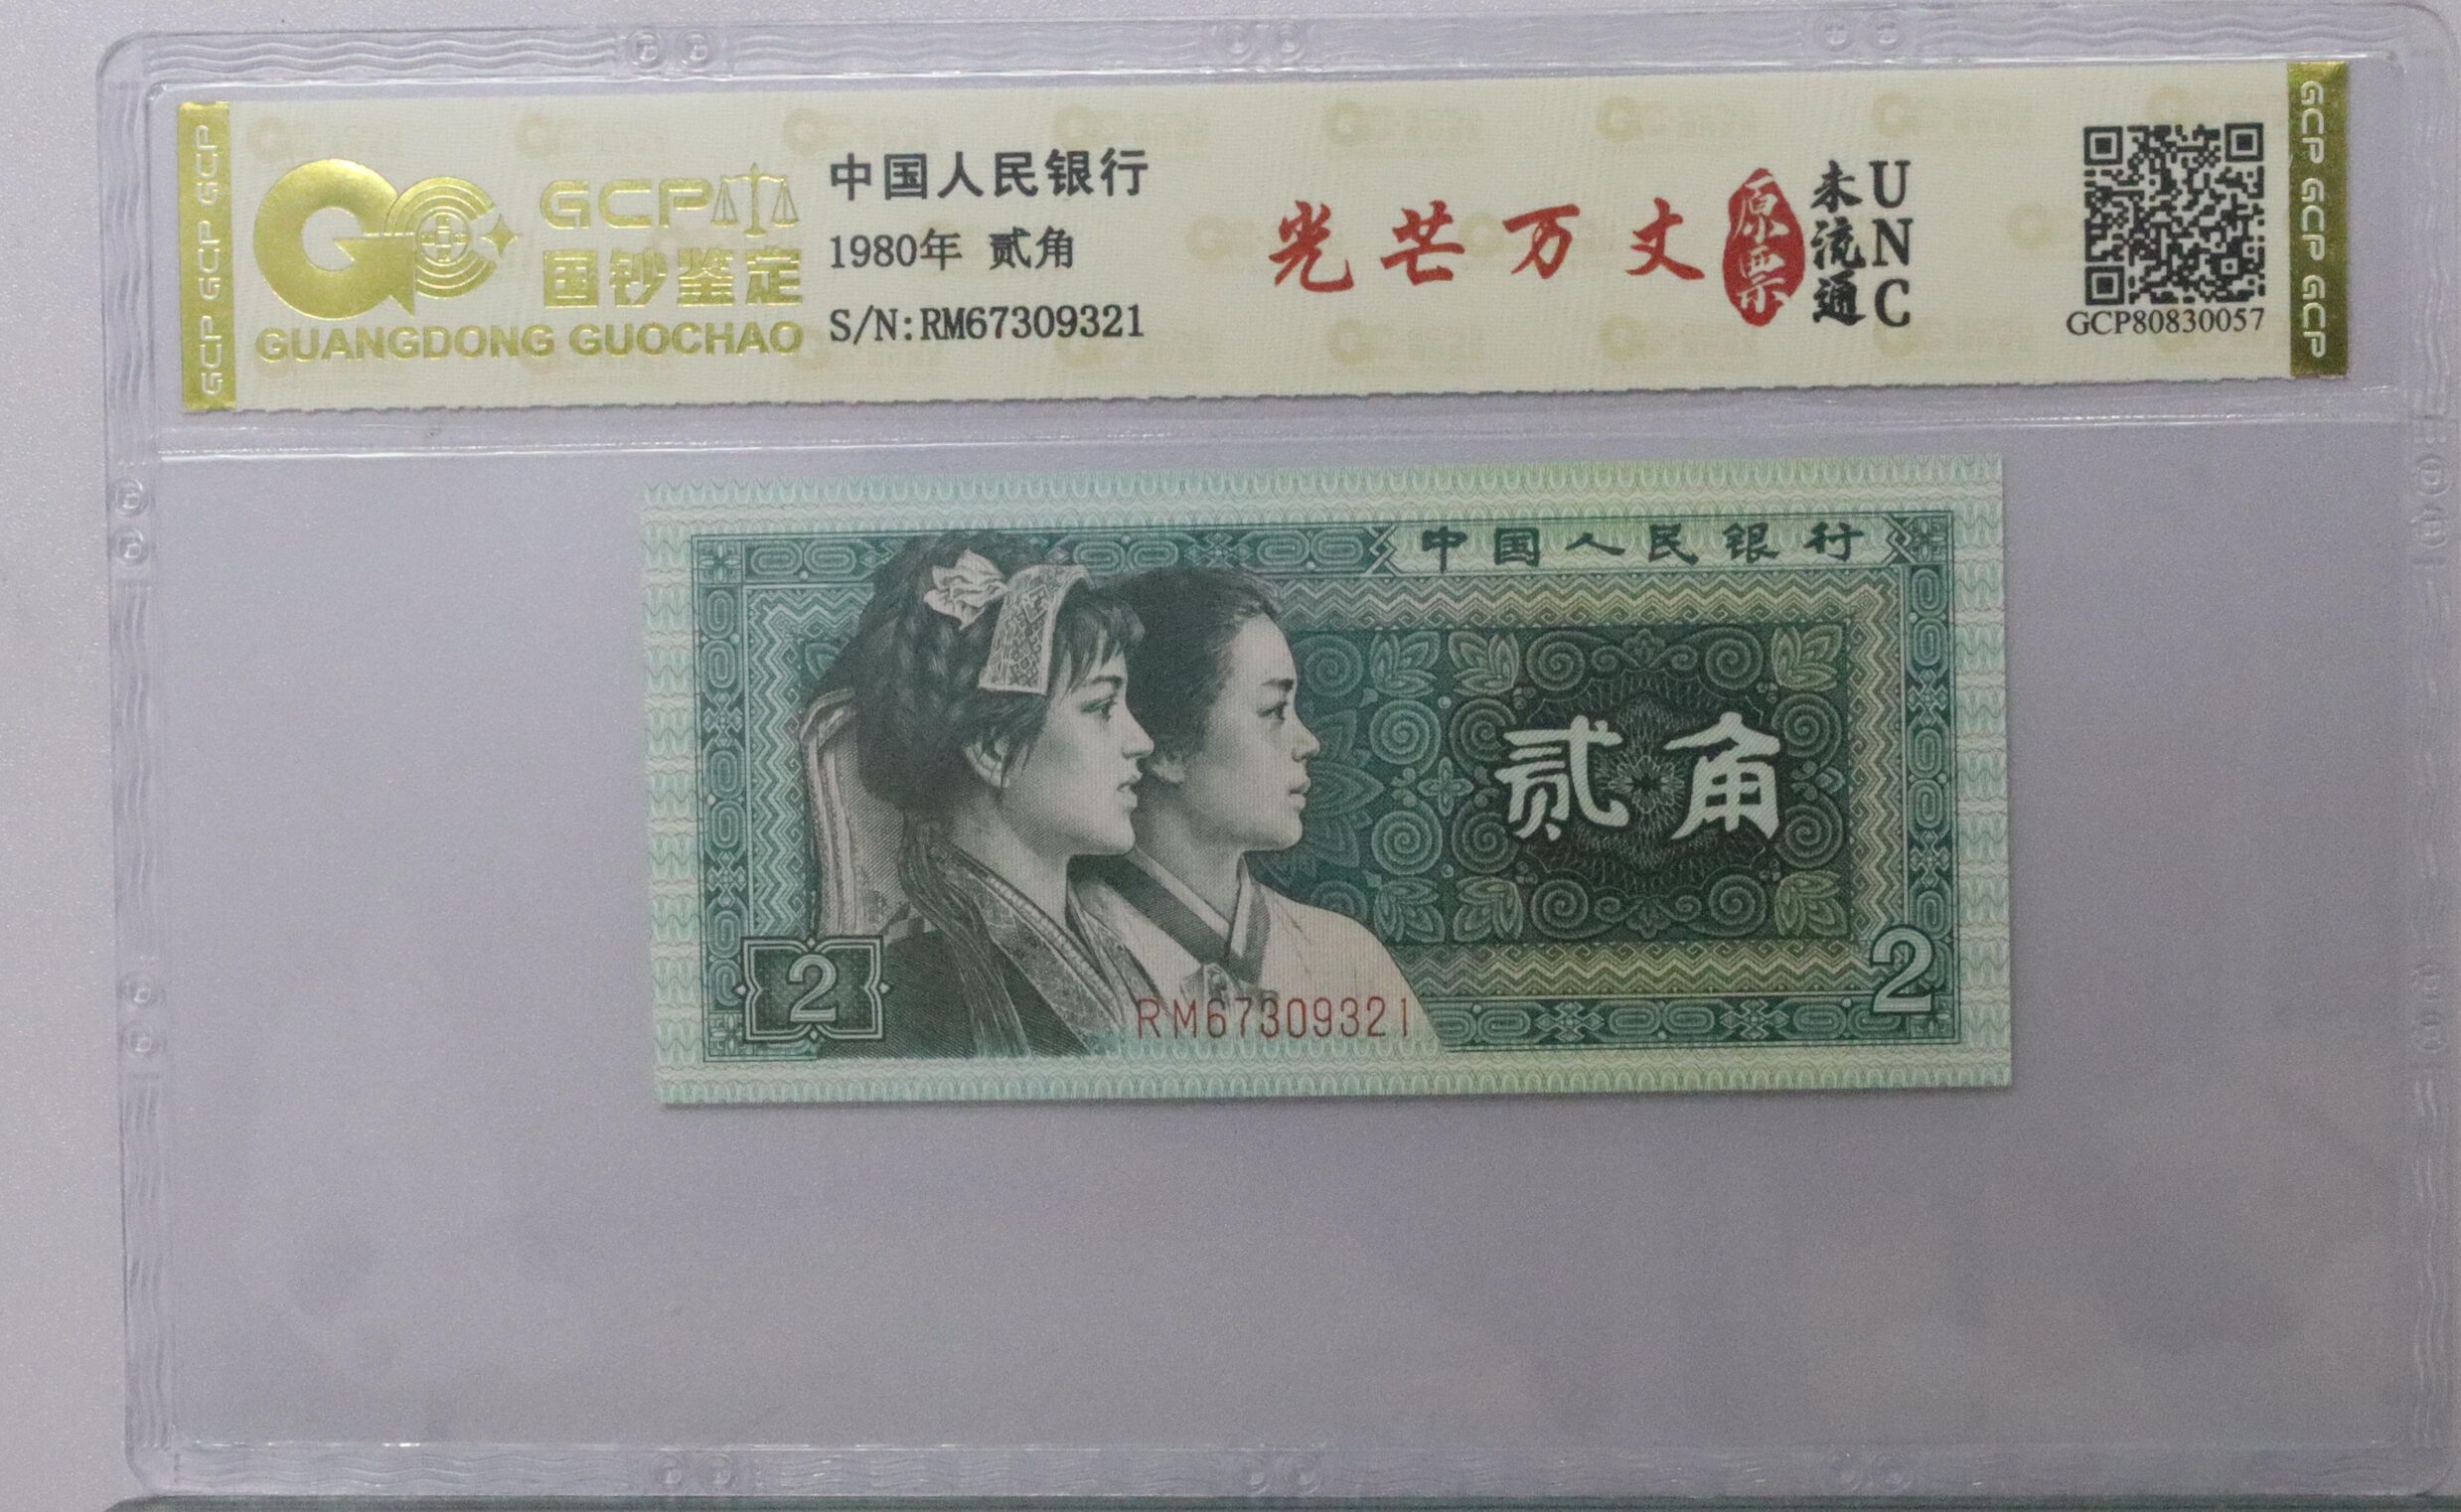 GCP GCP GCP
GCP
国钞鉴定
GUANGDONG GUOCHAO
中国人民银行
1980年 贰角
S/N:RM67309321
光芒万丈
原票
未流通
UNC
GCP80830057
GCP GCP GCP
中国人民银行
贰角
2
2
RM67309321